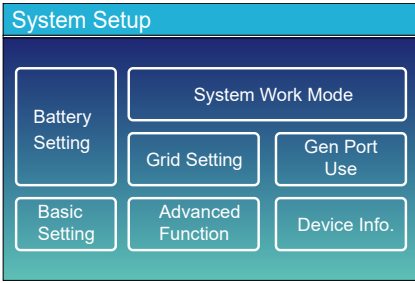 System Setup
Battery
Setting
System Work Mode
Grid Setting
Gen Port
Use
Basic
Setting
Advanced
Function
Device Info.